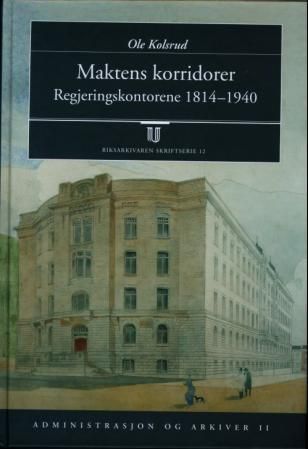 Ole Kolsrud
Maktens korridorer
Regjeringskontorene 1814–1940
RIKSARKIVAREN SKRIFTSERIE 12
ADMINISTRASJON OG ARKIVER II